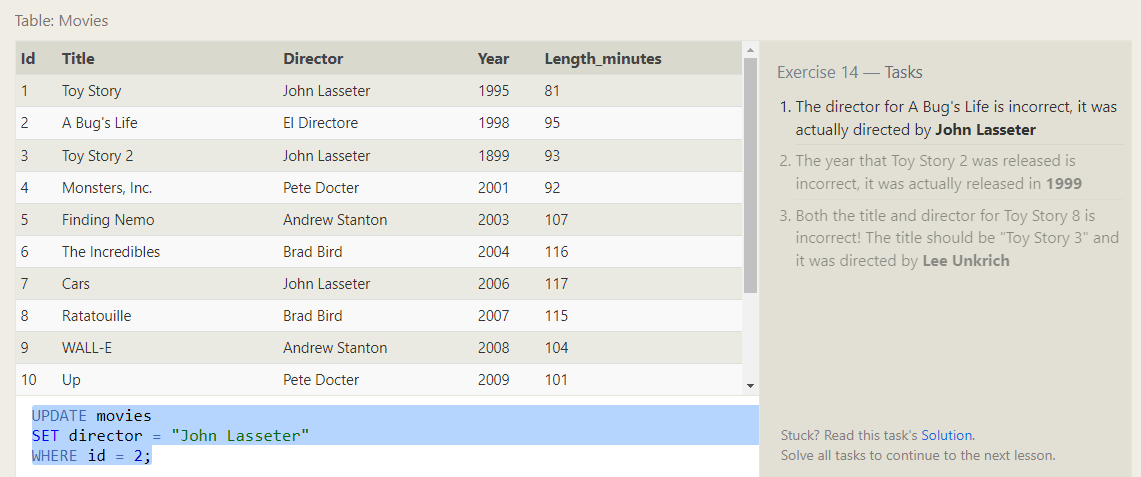 Table: Movies
Id Title Director Year Length_minutes
1 Toy Story John Lasseter 1995 81
2 A Bug's Life El Directore 1998 95
3 Toy Story 2 John Lasseter 1899 93
4 Monsters, Inc. Pete Docter 2001 92
5 Finding Nemo Andrew Stanton 2003 107
6 The Incredibles Brad Bird 2004 116
7 Cars John Lasseter 2006 117
8 Ratatouille Brad Bird 2007 115
9 WALL-E Andrew Stanton 2008 104
10 Up Pete Docter 2009 101
UPDATE movies
SET director = "John Lasseter"
WHERE id = 2;
Exercise 14 — Tasks
1. The director for A Bug's Life is incorrect, it was
actually directed by John Lasseter
2. The year that Toy Story 2 was released is
incorrect, it was actually released in 1999
3. Both the title and director for Toy Story 8 is
incorrect! The title should be "Toy Story 3" and
it was directed by Lee Unkrich
Stuck? Read this task's Solution.
Solve all tasks to continue to the next lesson.